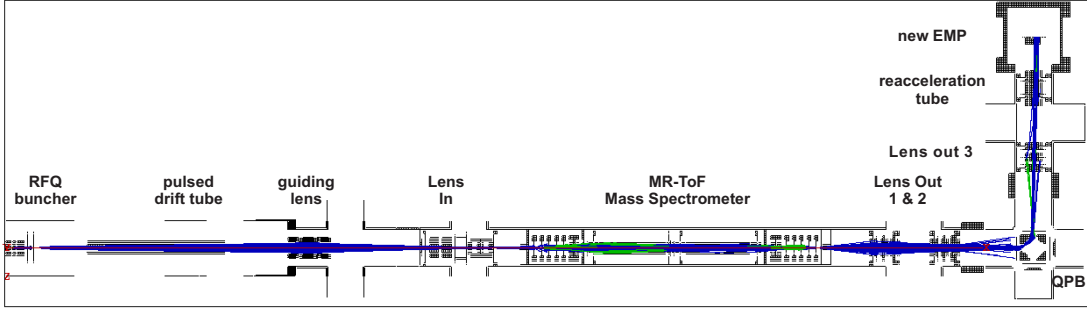 new EMP
reacceleration
tube
Lens out 3
RFQ
buncher
pulsed
drift tube
guiding
lens
Lens
In
MR-ToF
Mass Spectrometer
Lens Out
1 & 2
QPB